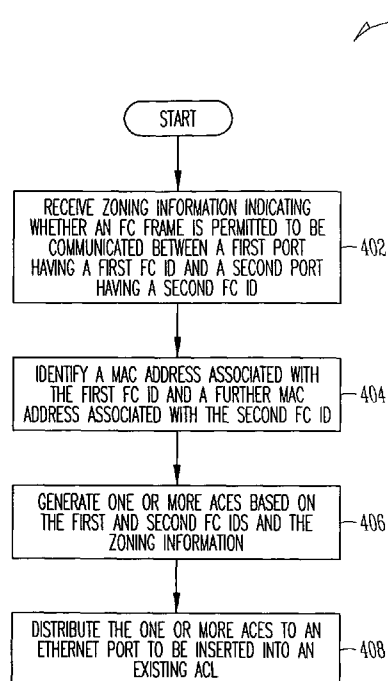 START
RECEIVE ZONING INFORMATION INDICATING
WHETHER AN FC FRAME IS PERMITTED TO BE
COMMUNICATED BETWEEN A FIRST PORT
HAVING A FIRST FC ID AND A SECOND PORT
HAVING A SECOND FC ID
402
IDENTIFY A MAC ADDRESS ASSOCIATED WITH
THE FIRST FC ID AND A FURTHER MAC
ADDRESS ASSOCIATED WITH THE SECOND FC ID
404
GENERATE ONE OR MORE ACES BASED ON
THE FIRST AND SECOND FC IDS AND THE
ZONING INFORMATION
406
DISTRIBUTE THE ONE OR MORE ACES TO AN
ETHERNET PORT TO BE INSERTED INTO AN
EXISTING ACL
408